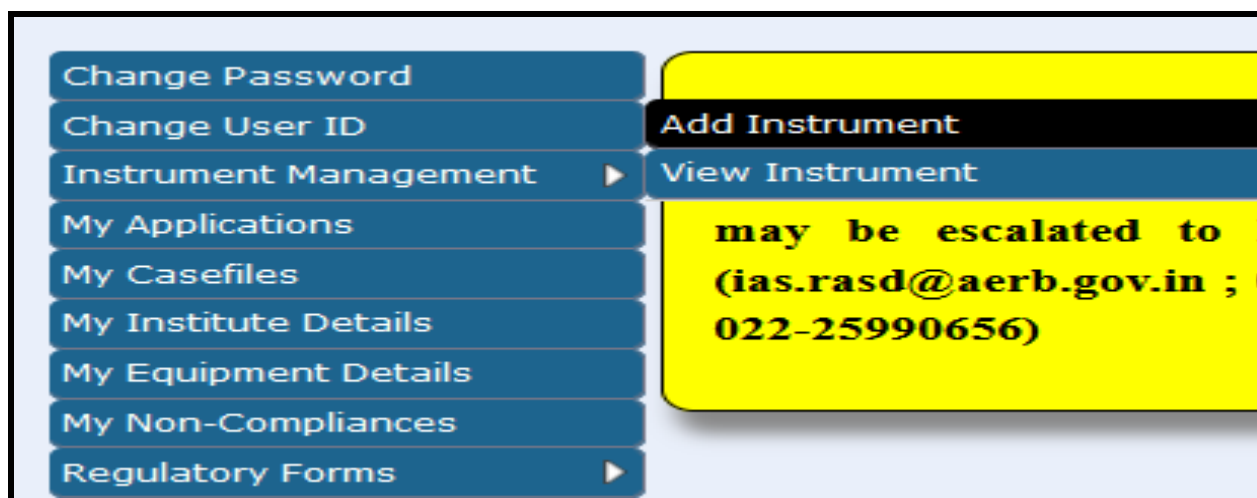 Change Password
Change User ID
Instrument Management
My Applications
My Casefiles
My Institute Details
My Equipment Details
My Non-Compliances
Regulatory Forms
Add Instrument
View Instrument
may be escalated to
(ias.rasd@aerb.gov.in ;
022-25990656)